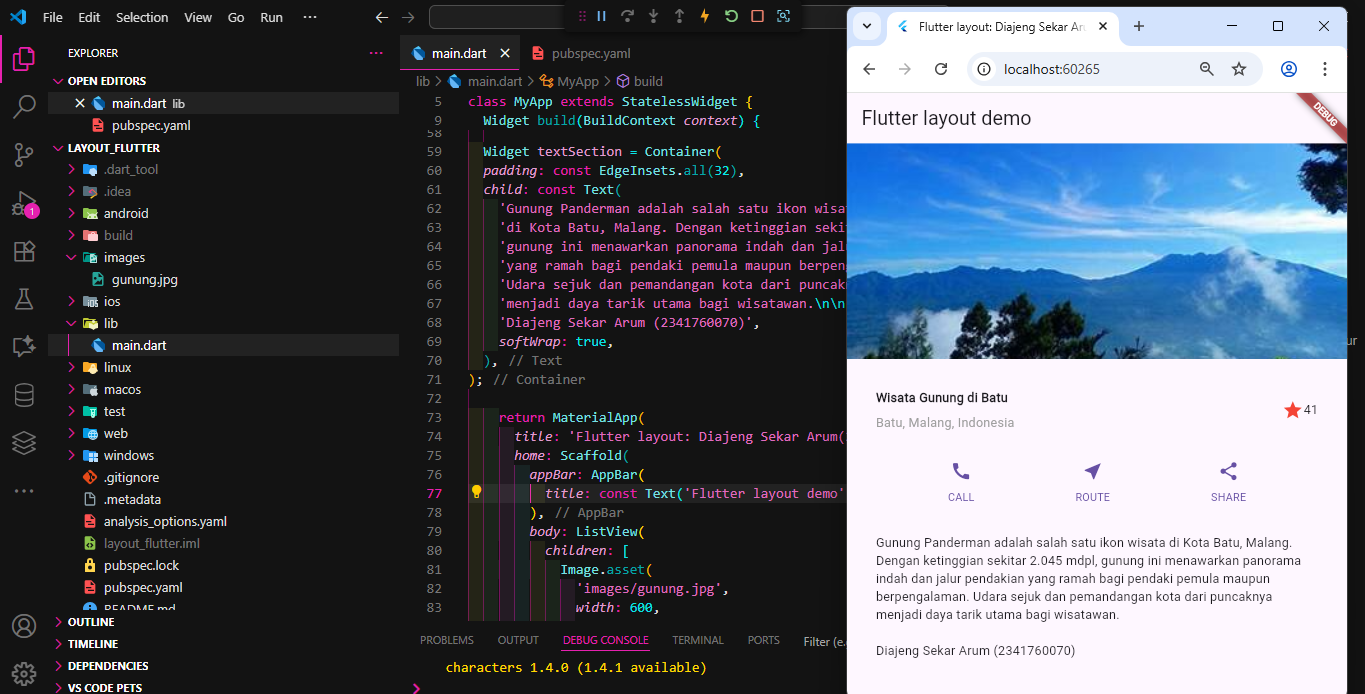 File Edit Selection View Go Run ...
EXPLORER ...
OPEN EDITORS
main.dart lib
pubspec.yaml
LAYOUT_FLUTTER
.dart_tool
.idea
android
build
images
gunung.jpg
ios
lib
main.dart
linux
macos
test
web
windows
.gitignore
.metadata
analysis_options.yaml
layout_flutter.iml
pubspec.lock
pubspec.yaml
README.md
OUTLINE
TIMELINE
DEPENDENCIES
VS CODE PETS
1
main.dart
pubspec.yaml
lib > main.dart > MyApp > build
5 class MyApp extends StatelessWidget {
9 Widget build(BuildContext context) {
58
59 Widget textSection = Container(
60 padding: const EdgeInsets.all(32),
61 child: const Text(
62 'Gunung Panderman adalah salah satu ikon wisat
63 'di Kota Batu, Malang. Dengan ketinggian sekit
64 'gunung ini menawarkan panorama indah dan jalu
65 'yang ramah bagi pendaki pemula maupun berpeng
66 'Udara sejuk dan pemandangan kota dari puncak
67 'menjadi daya tarik utama bagi wisatawan.\n\n
68 'Diajeng Sekar Arum (2341760070)',
69 softWrap: true,
70 ), // Text
71 ); // Container
72
73 return MaterialApp(
74 title: 'Flutter layout: Diajeng Sekar Arum(
75 home: Scaffold(
76 appBar: AppBar(
77 title: const Text('Flutter layout demo'
78 ), // AppBar
79 body: ListView(
80 children: [
81 Image.asset(
82 'images/gunung.jpg',
83 width: 600,
PROBLEMS OUTPUT DEBUG CONSOLE TERMINAL PORTS Filter (e.
characters 1.4.0 (1.4.1 available)
>
Flutter layout: Diajeng Sekar Aru
localhost:60265
Flutter layout demo
DEBUG
Wisata Gunung di Batu
Batu, Malang, Indonesia
41
CALL ROUTE SHARE
Gunung Panderman adalah salah satu ikon wisata di Kota Batu, Malang.
Dengan ketinggian sekitar 2.045 mdpl, gunung ini menawarkan panorama
indah dan jalur pendakian yang ramah bagi pendaki pemula maupun
berpengalaman. Udara sejuk dan pemandangan kota dari puncaknya
menjadi daya tarik utama bagi wisatawan.
Diajeng Sekar Arum (2341760070)
ur